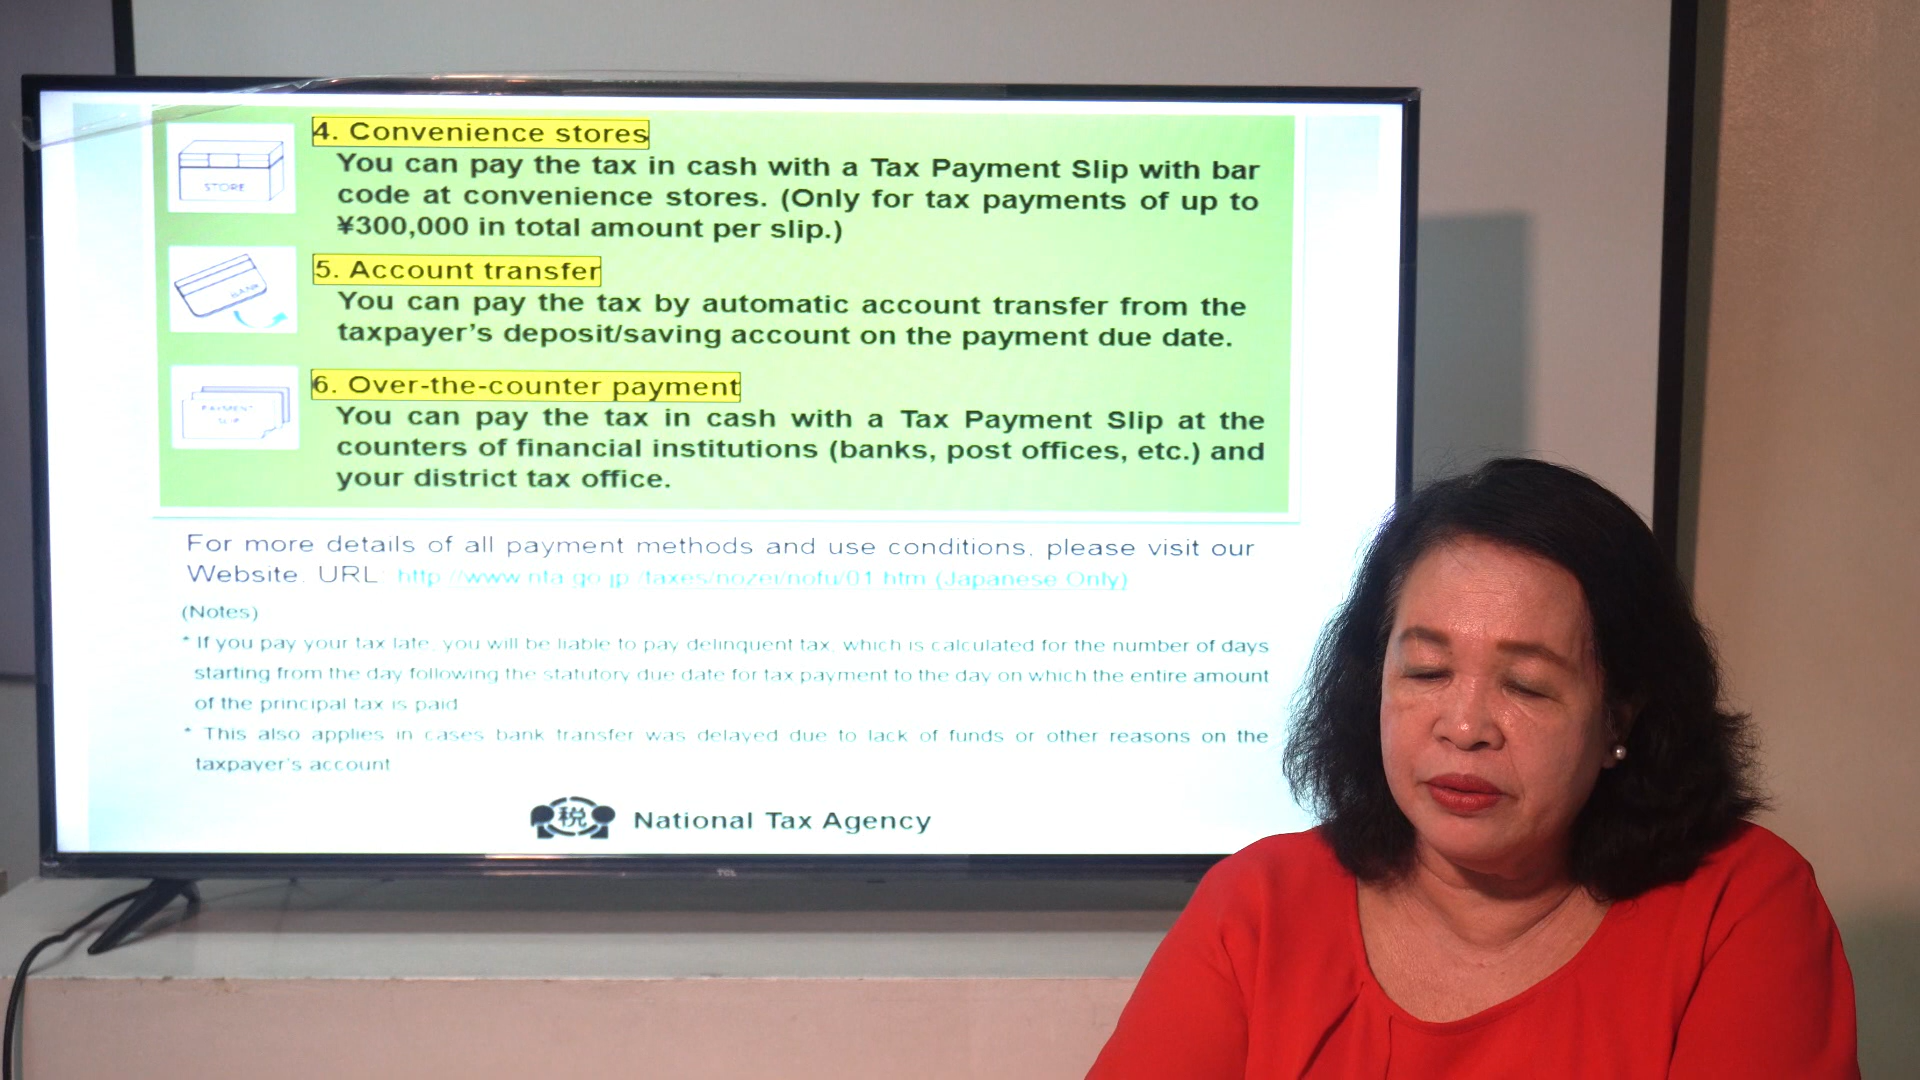 4. Convenience stores
You can pay the tax in cash with a Tax Payment Slip with bar
code at convenience stores. (Only for tax payments of up to
¥300,000 in total amount per slip.)
STORE
5. Account transfer
You can pay the tax by automatic account transfer from the
taxpayer's deposit/saving account on the payment due date.
BANK
6. Over-the-counter payment
You can pay the tax in cash with a Tax Payment Slip at the
counters of financial institutions (banks, post offices, etc.) and
your district tax office.
PAYMENT
SLIP
For more details of all payment methods and use conditions, please visit our
Website. URL: http://www.nta.go.jp /taxes/nozei/nofu/01.htm (Japanese Only)
(Notes)
* If you pay your tax late, you will be liable to pay delinquent tax, which is calculated for the number of days
starting from the day following the statutory due date for tax payment to the day on which the entire amount
of the principal tax is paid
* This also applies in cases bank transfer was delayed due to lack of funds or other reasons on the
taxpayer's account
税 National Tax Agency
TCL